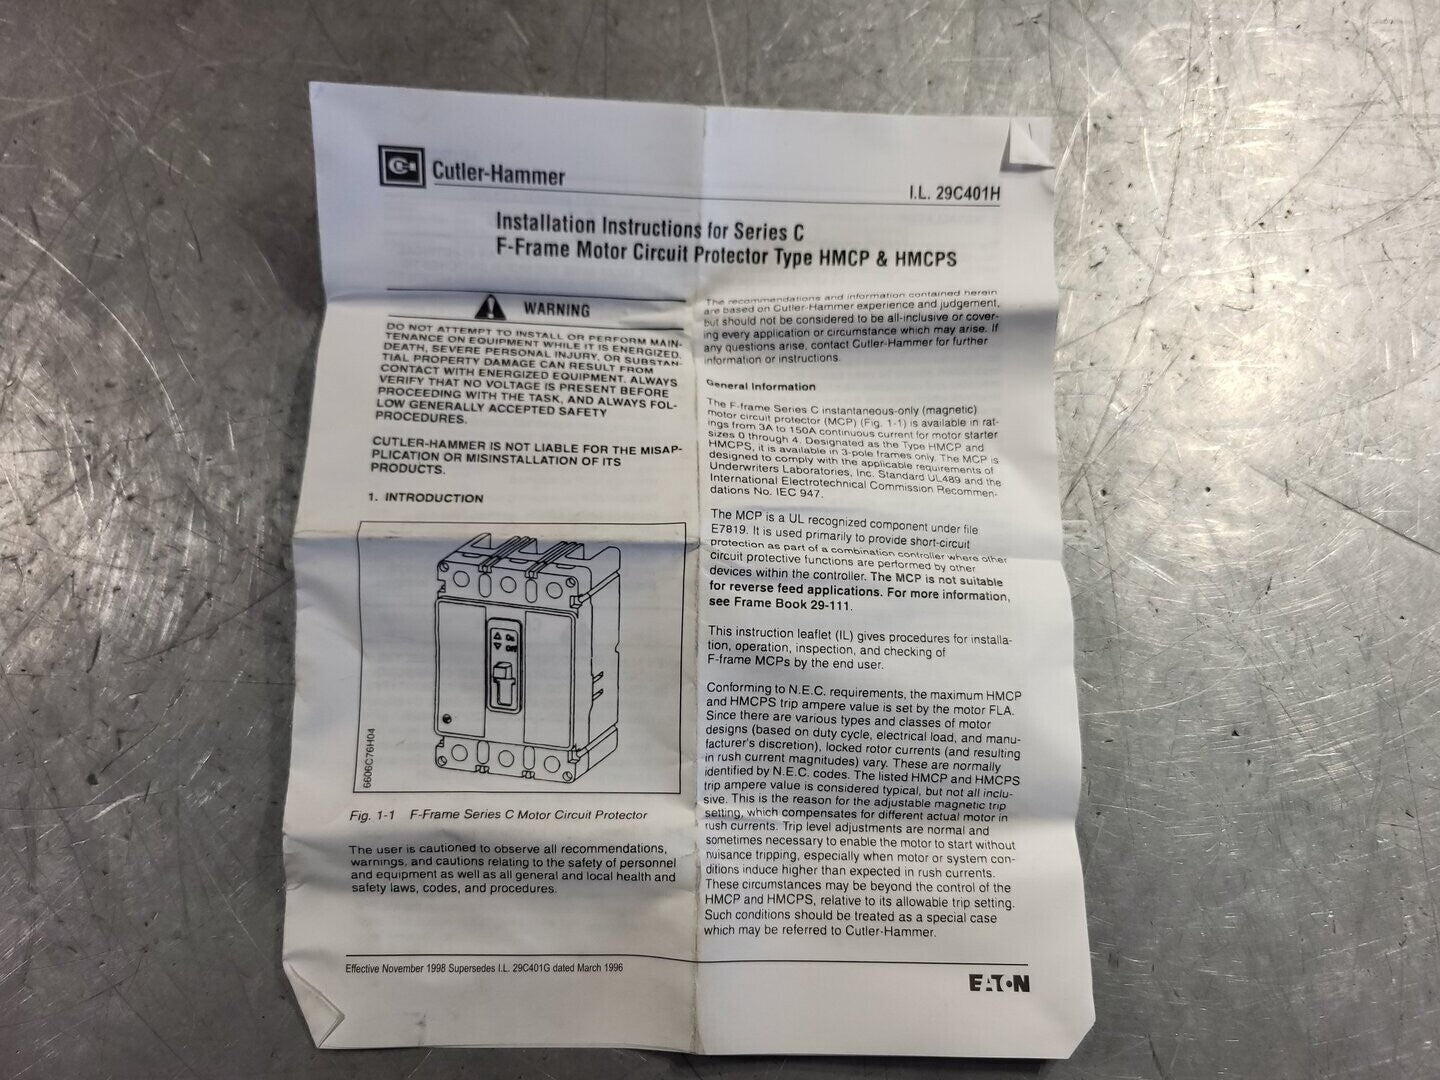 Cutler-Hammer
I.L. 29C401H
Installation Instructions for Series C
F-Frame Motor Circuit Protector Type HMCP & HMCPS
WARNING
DO NOT ATTEMPT TO INSTALL OR PERFORM MAIN-
TENANCE ON EQUIPMENT WHILE IT IS ENERGIZED.
DEATH, SEVERE PERSONAL INJURY, OR SUBSTAN-
TIAL PROPERTY DAMAGE CAN RESULT FROM
CONTACT WITH ENERGIZED EQUIPMENT. ALWAYS
VERIFY THAT NO VOLTAGE IS PRESENT BEFORE
PROCEEDING WITH THE TASK, AND ALWAYS FOL-
LOW GENERALLY ACCEPTED SAFETY
PROCEDURES.
CUTLER-HAMMER IS NOT LIABLE FOR THE MISAP-
PLICATION OR MISINSTALLATION OF ITS
PRODUCTS.
1. INTRODUCTION
On
Off
6606C76H04
Fig. 1-1 F-Frame Series C Motor Circuit Protector
The user is cautioned to observe all recommendations,
warnings, and cautions relating to the safety of personnel
and equipment as well as all general and local health and
safety laws, codes, and procedures.
The recommendations and information contained herein
are based on Cutler-Hammer experience and judgement,
but should not be considered to be all-inclusive or cover-
ing every application or circumstance which may arise. If
any questions arise, contact Cutler-Hammer for further
information or instructions.
General Information
The F-frame Series C instantaneous-only (magnetic)
motor circuit protector (MCP) (Fig. 1-1) is available in rat-
ings from 3A to 150A continuous current for motor starter
sizes 0 through 4. Designated as the Type HMCP and
HMCPS, it is available in 3-pole frames only. The MCP is
designed to comply with the applicable requirements of
Underwriters Laboratories, Inc. Standard UL489 and the
International Electrotechnical Commission Recommen-
dations No. IEC 947.
The MCP is a UL recognized component under file
E7819. It is used primarily to provide short-circuit
protection as part of a combination controller where other
circuit protective functions are performed by other
devices within the controller. The MCP is not suitable
for reverse feed applications. For more information,
see Frame Book 29-111.
This instruction leaflet (IL) gives procedures for installa-
tion, operation, inspection, and checking of
F-frame MCPs by the end user.
Conforming to N.E.C. requirements, the maximum HMCP
and HMCPS trip ampere value is set by the motor FLA.
Since there are various types and classes of motor
designs (based on duty cycle, electrical load, and manu-
facturer's discretion), locked rotor currents (and resulting
in rush current magnitudes) vary. These are normally
identified by N.E.C. codes. The listed HMCP and HMCPS
trip ampere value is considered typical, but not all inclu-
sive. This is the reason for the adjustable magnetic trip
setting, which compensates for different actual motor in
rush currents. Trip level adjustments are normal and
sometimes necessary to enable the motor to start without
nuisance tripping, especially when motor or system con-
ditions induce higher than expected in rush currents.
These circumstances may be beyond the control of the
HMCP and HMCPS, relative to its allowable trip setting.
Such conditions should be treated as a special case
which may be referred to Cutler-Hammer.
Effective November 1998 Supersedes I.L. 29C401G dated March 1996
EATON